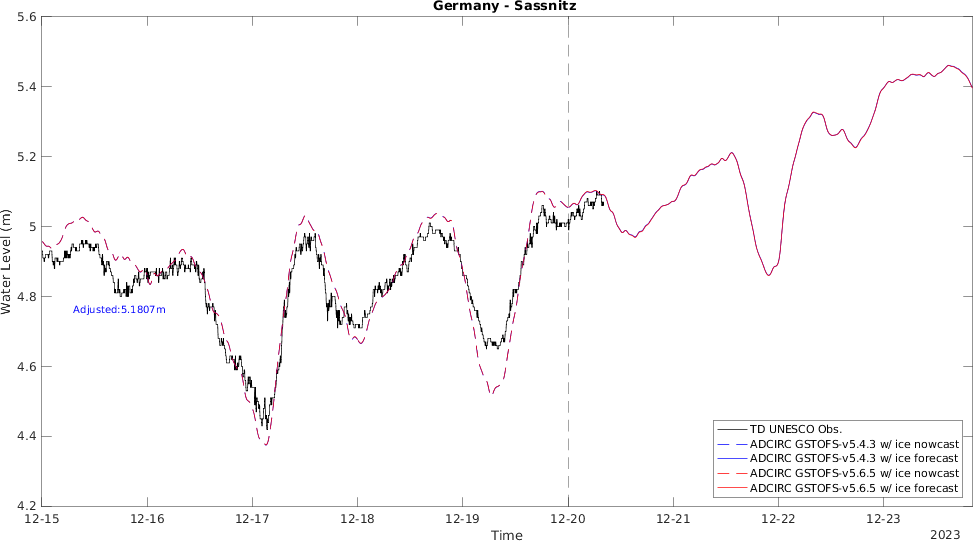 Germany - Sassnitz
5.6
5.4
5.2
5
4.8
4.6
4.4
4.2
Water Level (m)
Adjusted:5.1807m
TD UNESCO Obs.
ADCIRC GSTOFS-v5.4.3 w/ ice nowcast
ADCIRC GSTOFS-v5.4.3 w/ ice forecast
ADCIRC GSTOFS-v5.6.5 w/ ice nowcast
ADCIRC GSTOFS-v5.6.5 w/ ice forecast
12-15 12-16 12-17 12-18 12-19 12-20 12-21 12-22 12-23
Time
2023